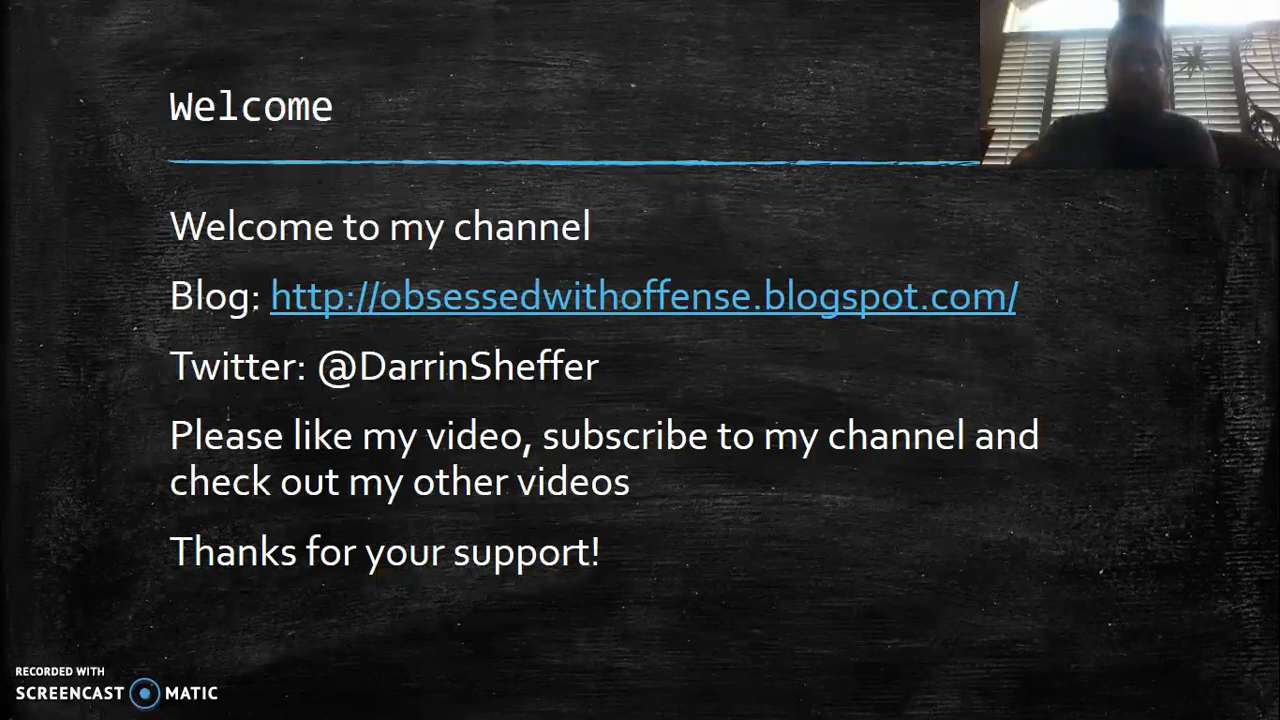 Welcome
Welcome to my channel
Blog: http://obsessedwithoffense.blogspot.com/
Twitter: @DarrinSheffer
Please like my video, subscribe to my channel and
check out my other videos
Thanks for your support!
RECORDED WITH
SCREENCAST MATIC